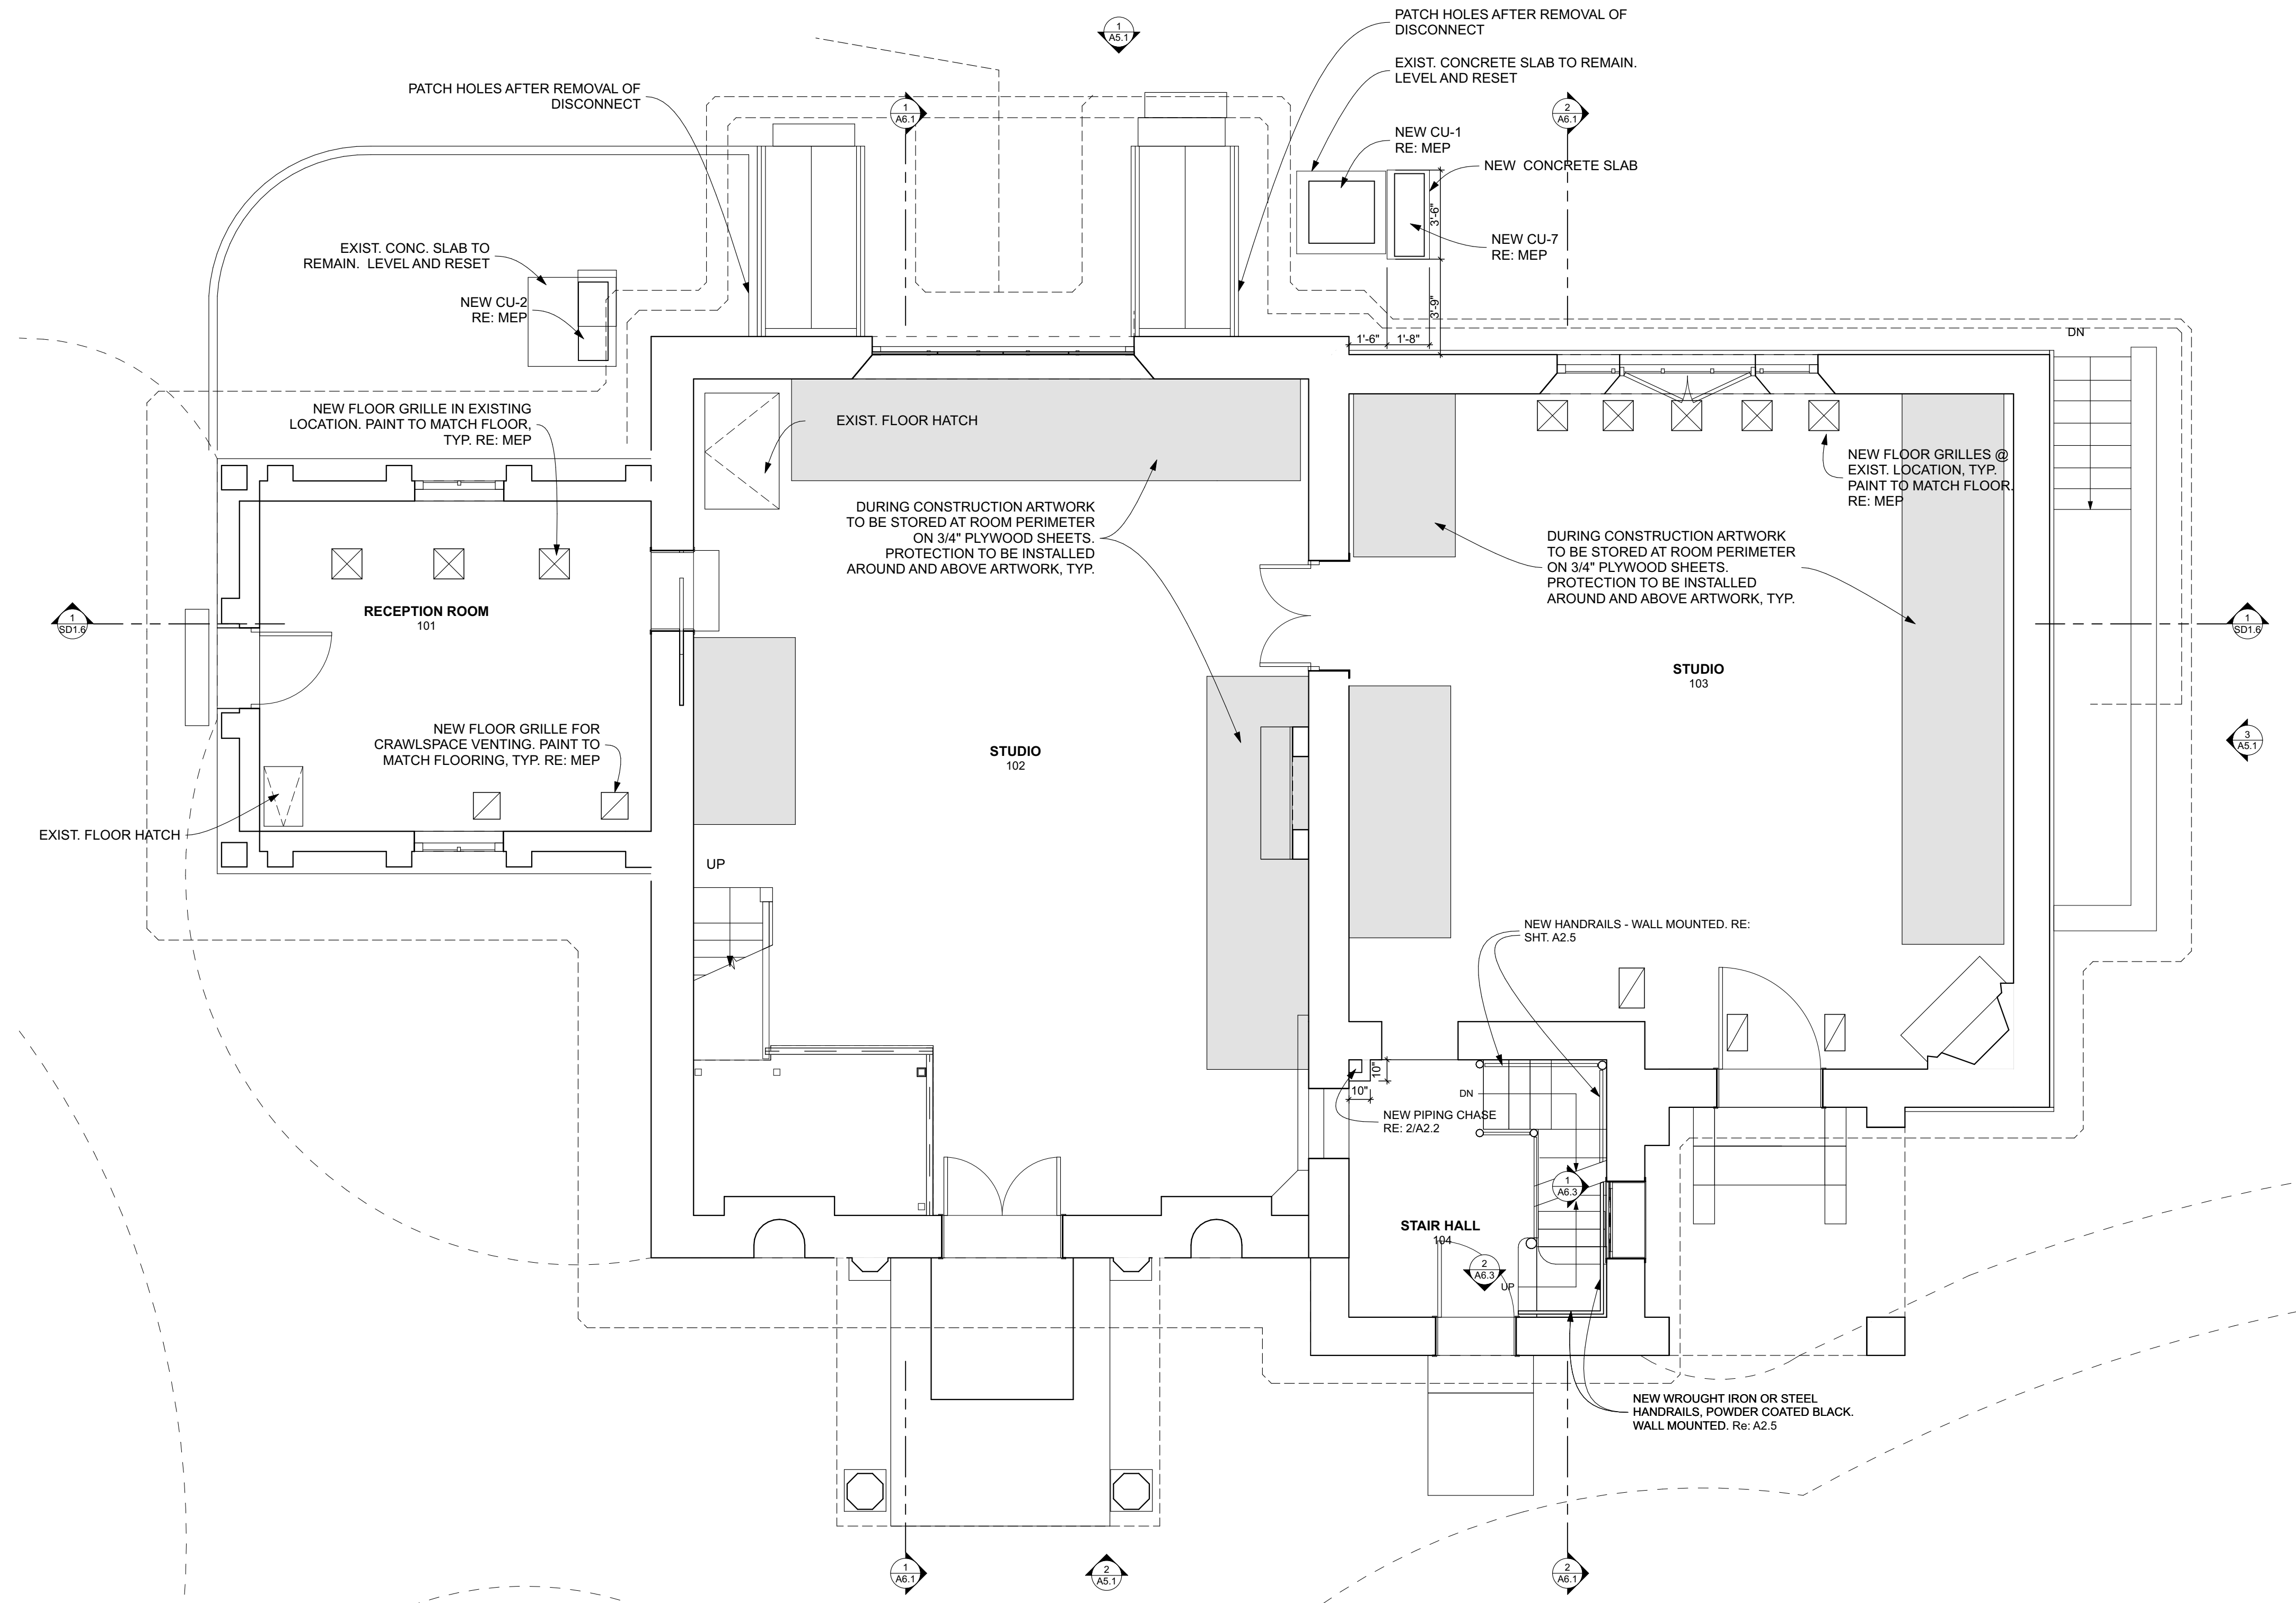 1
A5.1
PATCH HOLES AFTER REMOVAL OF
DISCONNECT
EXIST. CONCRETE SLAB TO REMAIN.
LEVEL AND RESET
PATCH HOLES AFTER REMOVAL OF
DISCONNECT
1
A6.1
2
A6.1
NEW CU-1
RE: MEP
NEW CONCRETE SLAB
3'-6"
NEW CU-7
RE: MEP
3'-9"
1'-6"
1'-8"
EXIST. CONC. SLAB TO
REMAIN. LEVEL AND RESET
NEW CU-2
RE: MEP
DN
NEW FLOOR GRILLE IN EXISTING
LOCATION. PAINT TO MATCH FLOOR,
TYP. RE: MEP
EXIST. FLOOR HATCH
NEW FLOOR GRILLES @
EXIST. LOCATION, TYP.
PAINT TO MATCH FLOOR.
RE: MEP
DURING CONSTRUCTION ARTWORK
TO BE STORED AT ROOM PERIMETER
ON 3/4" PLYWOOD SHEETS.
PROTECTION TO BE INSTALLED
AROUND AND ABOVE ARTWORK, TYP.
DURING CONSTRUCTION ARTWORK
TO BE STORED AT ROOM PERIMETER
ON 3/4" PLYWOOD SHEETS.
PROTECTION TO BE INSTALLED
AROUND AND ABOVE ARTWORK, TYP.
1
SD1.6
RECEPTION ROOM
101
1
SD1.6
STUDIO
103
NEW FLOOR GRILLE FOR
CRAWLSPACE VENTING. PAINT TO
MATCH FLOORING, TYP. RE: MEP
STUDIO
102
3
A5.1
EXIST. FLOOR HATCH
UP
NEW HANDRAILS - WALL MOUNTED. RE:
SHT. A2.5
10"
10"
DN
NEW PIPING CHASE
RE: 2/A2.2
1
A6.3
STAIR HALL
104
2
A6.3
UP
NEW WROUGHT IRON OR STEEL
HANDRAILS, POWDER COATED BLACK.
WALL MOUNTED. Re: A2.5
1
A6.1
2
A5.1
2
A6.1